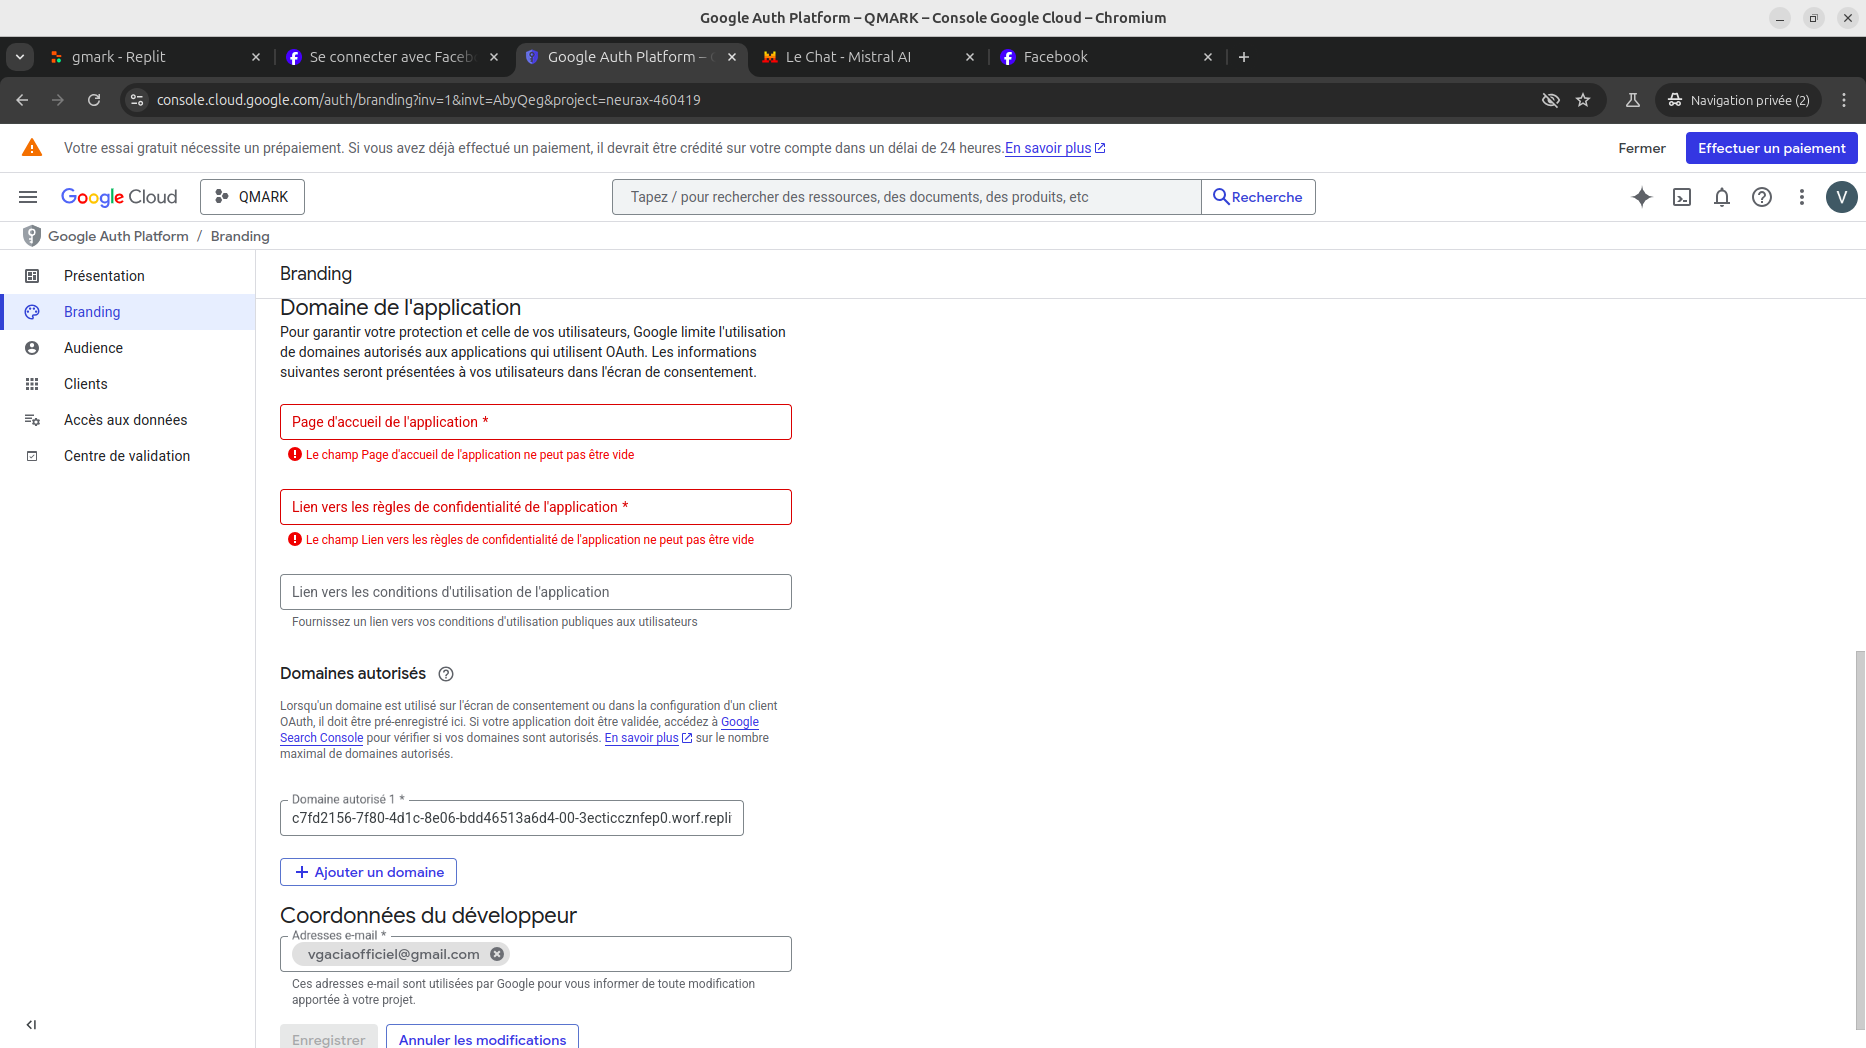 Google Auth Platform – QMARK – Console Google Cloud – Chromium
gmark - Replit
Se connecter avec Faceb
Google Auth Platform –
Le Chat - Mistral AI
Facebook
console.cloud.google.com/auth/branding?inv=1&invt=AbyQeg&project=neurax-460419
Navigation privée (2)
Votre essai gratuit nécessite un prépaiement. Si vous avez déjà effectué un paiement, il devrait être crédité sur votre compte dans un délai de 24 heures. En savoir plus
Fermer
Effectuer un paiement
Google Cloud
QMARK
Tapez / pour rechercher des ressources, des documents, des produits, etc
Recherche
V
Google Auth Platform / Branding
Présentation
Branding
Audience
Clients
Accès aux données
Centre de validation
Branding
Domaine de l'application
Pour garantir votre protection et celle de vos utilisateurs, Google limite l'utilisation
de domaines autorisés aux applications qui utilisent OAuth. Les informations
suivantes seront présentées à vos utilisateurs dans l'écran de consentement.
Page d'accueil de l'application *
Le champ Page d'accueil de l'application ne peut pas être vide
Lien vers les règles de confidentialité de l'application *
Le champ Lien vers les règles de confidentialité de l'application ne peut pas être vide
Lien vers les conditions d'utilisation de l'application
Fournissez un lien vers vos conditions d'utilisation publiques aux utilisateurs
Domaines autorisés
Lorsqu'un domaine est utilisé sur l'écran de consentement ou dans la configuration d'un client
OAuth, il doit être pré-enregistré ici. Si votre application doit être validée, accédez à Google
Search Console pour vérifier si vos domaines sont autorisés. En savoir plus sur le nombre
maximal de domaines autorisés.
Domaine autorisé 1 *
c7fd2156-7f80-4d1c-8e06-bdd46513a6d4-00-3ecticcznfep0.worf.repli
+ Ajouter un domaine
Coordonnées du développeur
Adresses e-mail *
vgaciaofficiel@gmail.com
Ces adresses e-mail sont utilisées par Google pour vous informer de toute modification
apportée à votre projet.
Enregistrer
Annuler les modifications